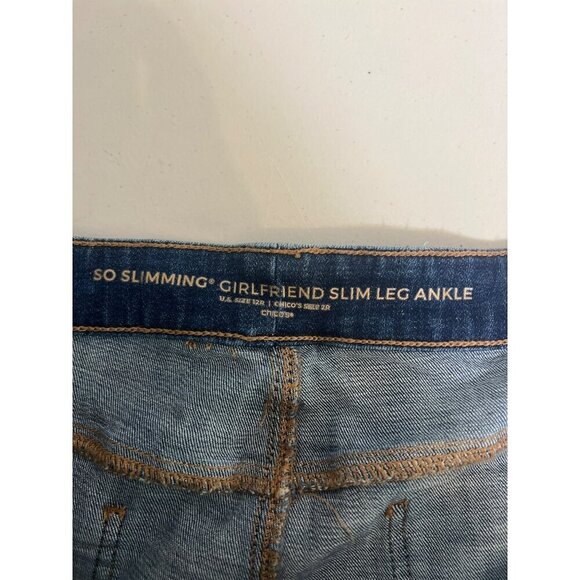 SO SLIMMING® GIRLFRIEND SLIM LEG ANKLE
U.S. SIZE 12R | CHICO'S SIZE 2R
CHICO'S®